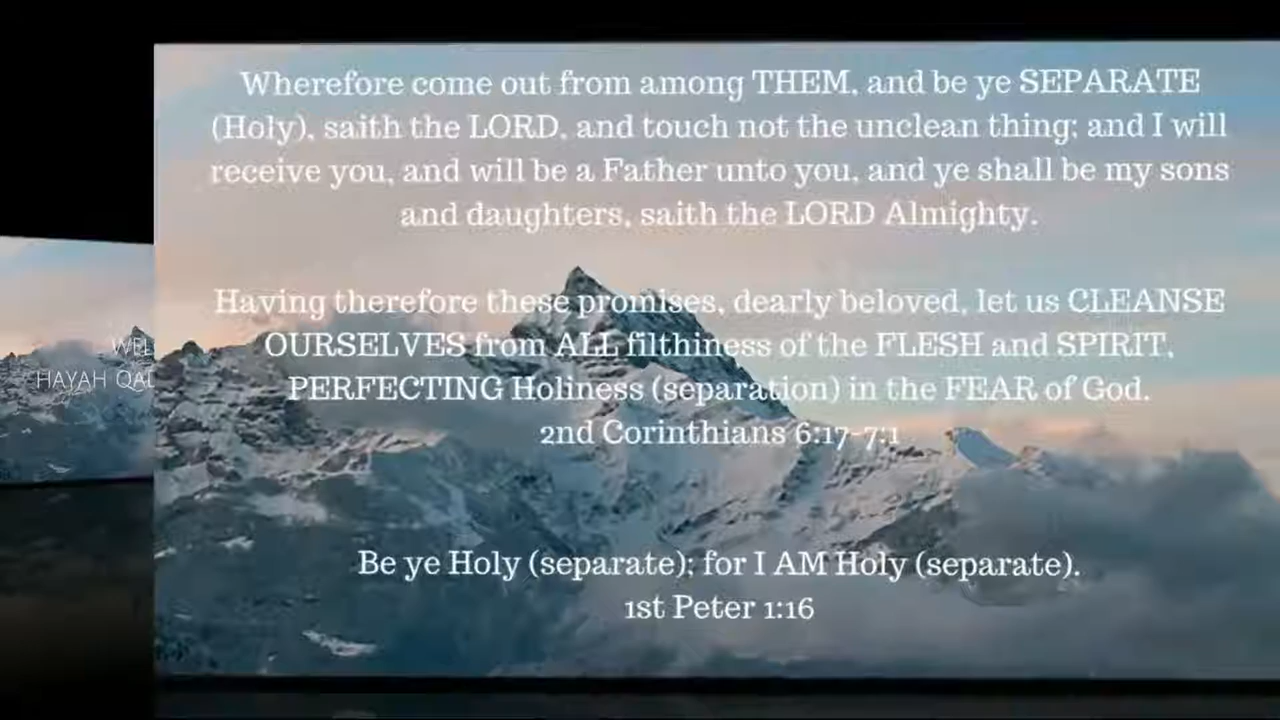 Wherefore come out from among THEM, and be ye SEPARATE
(Holy), saith the LORD, and touch not the unclean thing; and I will
receive you, and will be a Father unto you, and ye shall be my sons
and daughters, saith the LORD Almighty.
Having therefore these promises, dearly beloved, let us CLEANSE
OURSELVES from ALL filthiness of the FLESH and SPIRIT,
PERFECTING Holiness (separation) in the FEAR of God.
2nd Corinthians 6:17-7:1
Be ye Holy (separate); for I AM Holy (separate).
1st Peter 1:16
WEL
HAYAH QAL